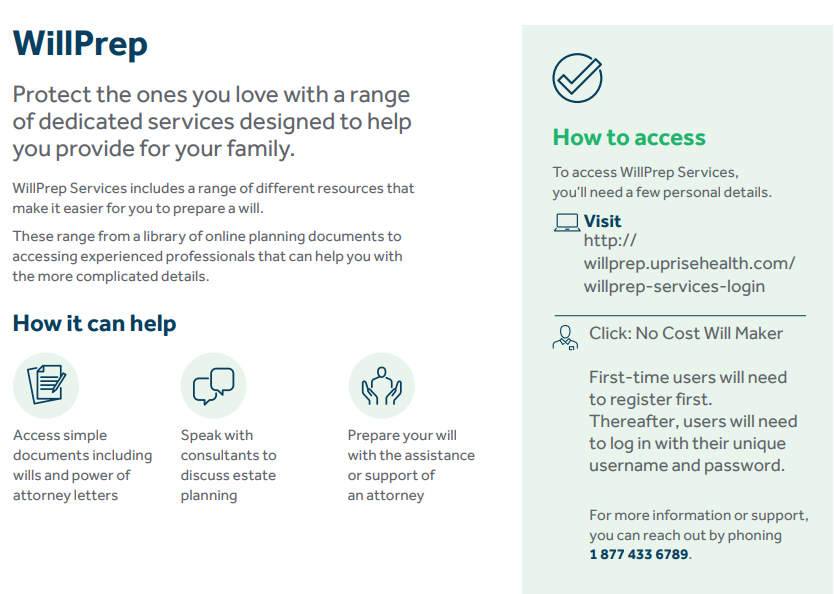 WillPrep
Protect the ones you love with a range
of dedicated services designed to help
you provide for your family.
WillPrep Services includes a range of different resources that
make it easier for you to prepare a will.
These range from a library of online planning documents to
accessing experienced professionals that can help you with
the more complicated details.
How it can help
Access simple
documents including
wills and power of
attorney letters
Speak with
consultants to
discuss estate
planning
Prepare your will
with the assistance
or support of
an attorney
How to access
To access WillPrep Services,
you’ll need a few personal details.
Visit
http://
willprep.uprisehealth.com/
willprep-services-login
Click: No Cost Will Maker
First-time users will need
to register first.
Thereafter, users will need
to log in with their unique
username and password.
For more information or support,
you can reach out by phoning
1 877 433 6789.